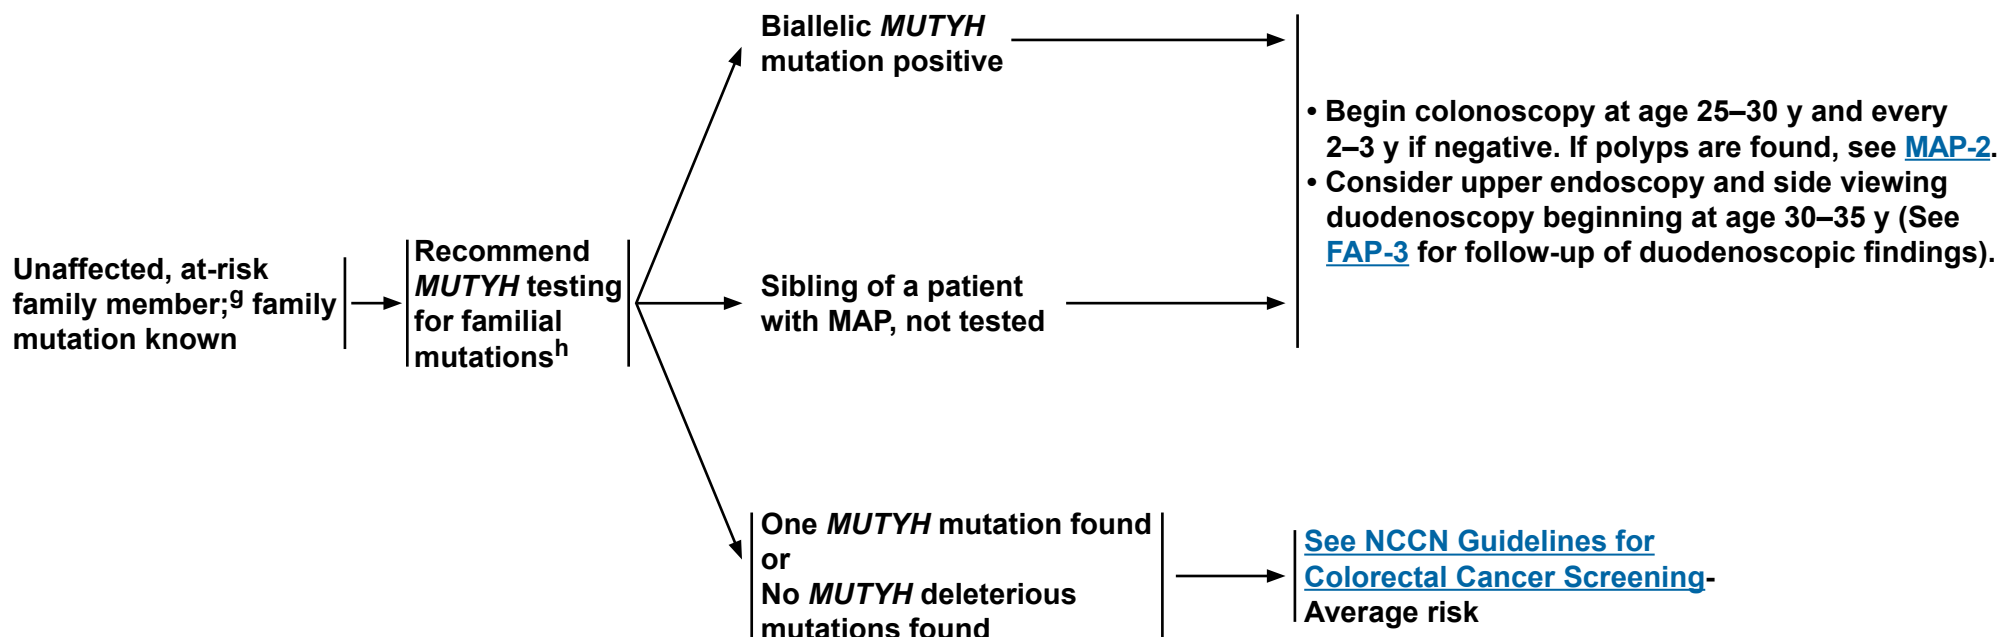 Biallelic MUTYH
mutation positive
• Begin colonoscopy at age 25–30 y and every
2–3 y if negative. If polyps are found, see MAP-2.
• Consider upper endoscopy and side viewing
duodenoscopy beginning at age 30–35 y (See
FAP-3 for follow-up of duodenoscopic findings).
Unaffected, at-risk
family member;g family
mutation known
Recommend
MUTYH testing
for familial
mutationsh
Sibling of a patient
with MAP, not tested
One MUTYH mutation found
or
No MUTYH deleterious
mutations found
See NCCN Guidelines for
Colorectal Cancer Screening-
Average risk